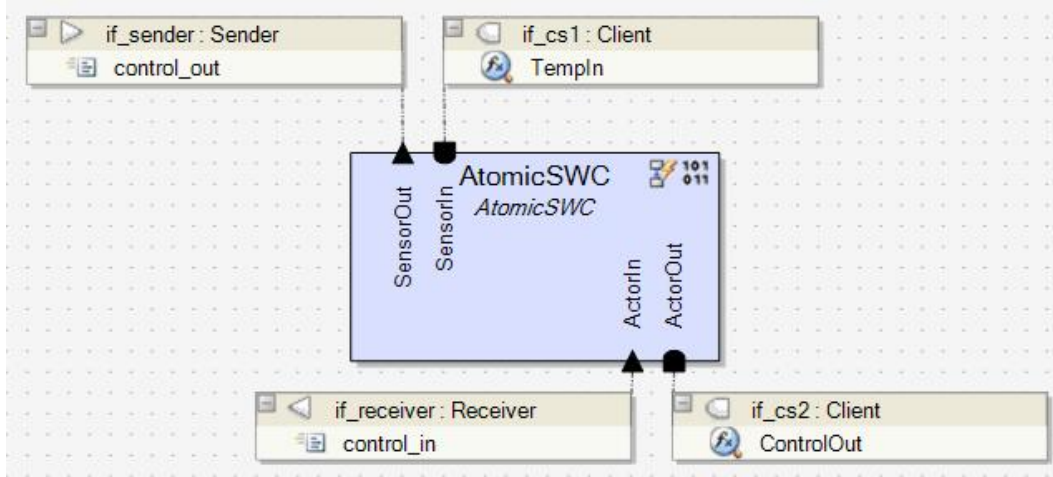 if_sender : Sender
control_out
if_cs1 : Client
TempIn
AtomicSWC
101
011
AtomicSWC
SensorOut
SensorIn
ActorIn
ActorOut
if_receiver : Receiver
control_in
if_cs2 : Client
ControlOut